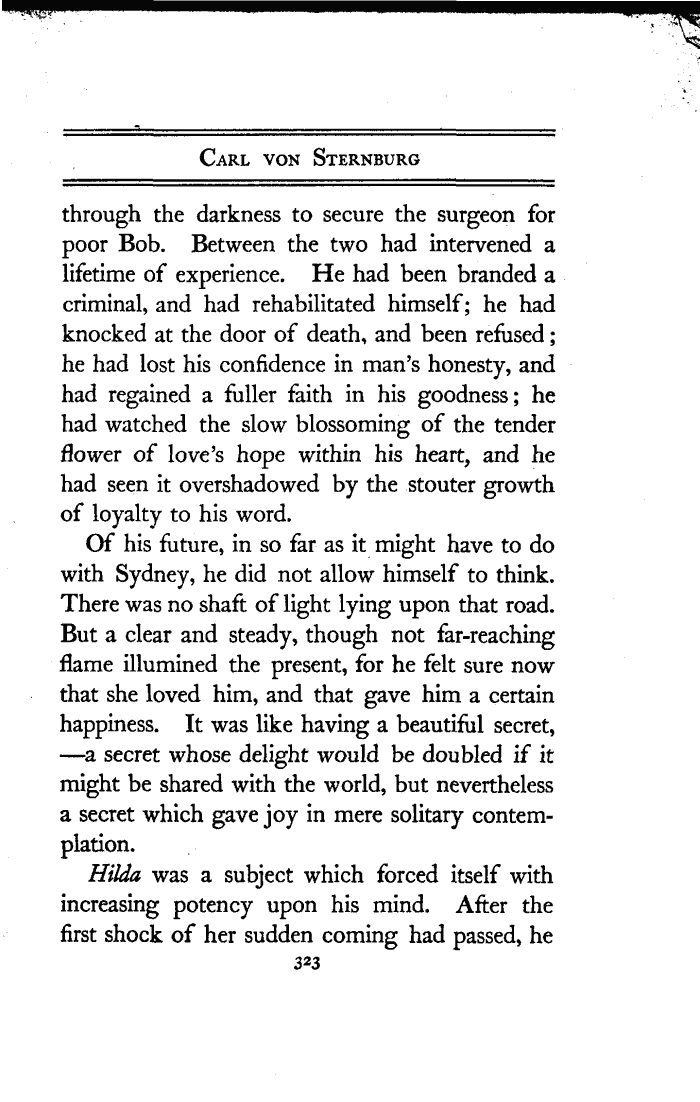 Carl von Sternburg
through the darkness to secure the surgeon for
poor Bob. Between the two had intervened a
lifetime of experience. He had been branded a
criminal, and had rehabilitated himself; he had
knocked at the door of death, and been refused;
he had lost his confidence in man's honesty, and
had regained a fuller faith in his goodness; he
had watched the slow blossoming of the tender
flower of love's hope within his heart, and he
had seen it overshadowed by the stouter growth
of loyalty to his word.
Of his future, in so far as it might have to do
with Sydney, he did not allow himself to think.
There was no shaft of light lying upon that road.
But a clear and steady, though not far-reaching
flame illumined the present, for he felt sure now
that she loved him, and that gave him a certain
happiness. It was like having a beautiful secret,
—a secret whose delight would be doubled if it
might be shared with the world, but nevertheless
a secret which gave joy in mere solitary contem-
plation.
Hilda was a subject which forced itself with
increasing potency upon his mind. After the
first shock of her sudden coming had passed, he
323